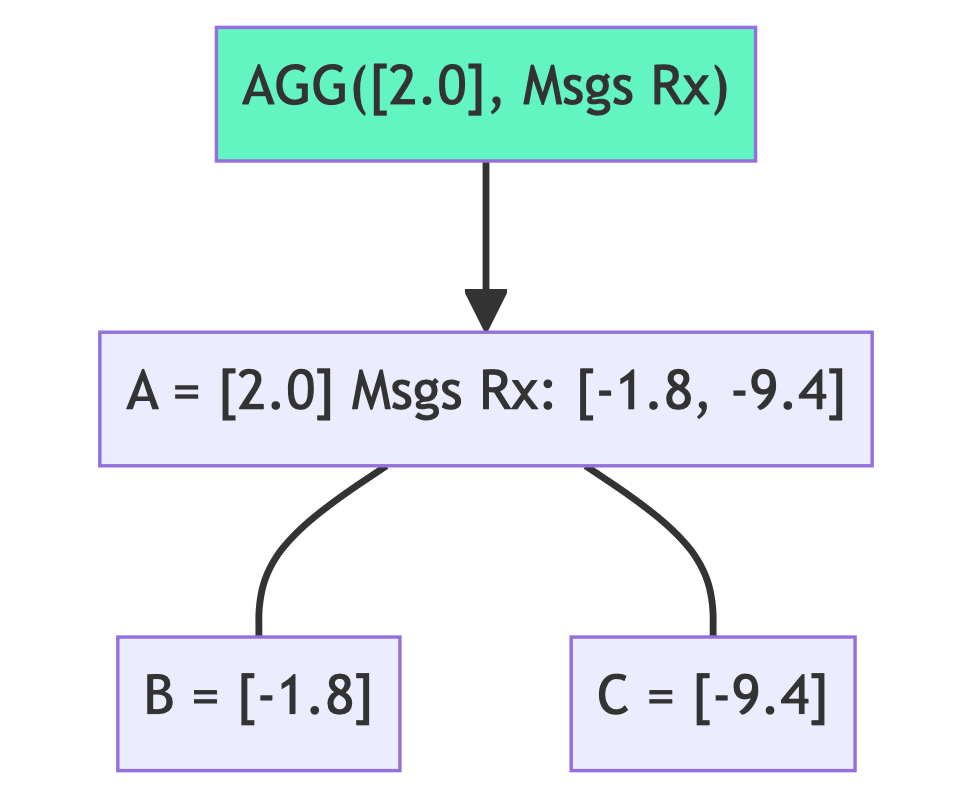 AGG([2.0], Msgs Rx)
A = [2.0] Msgs Rx: [-1.8, -9.4]
B = [-1.8]
C = [-9.4]